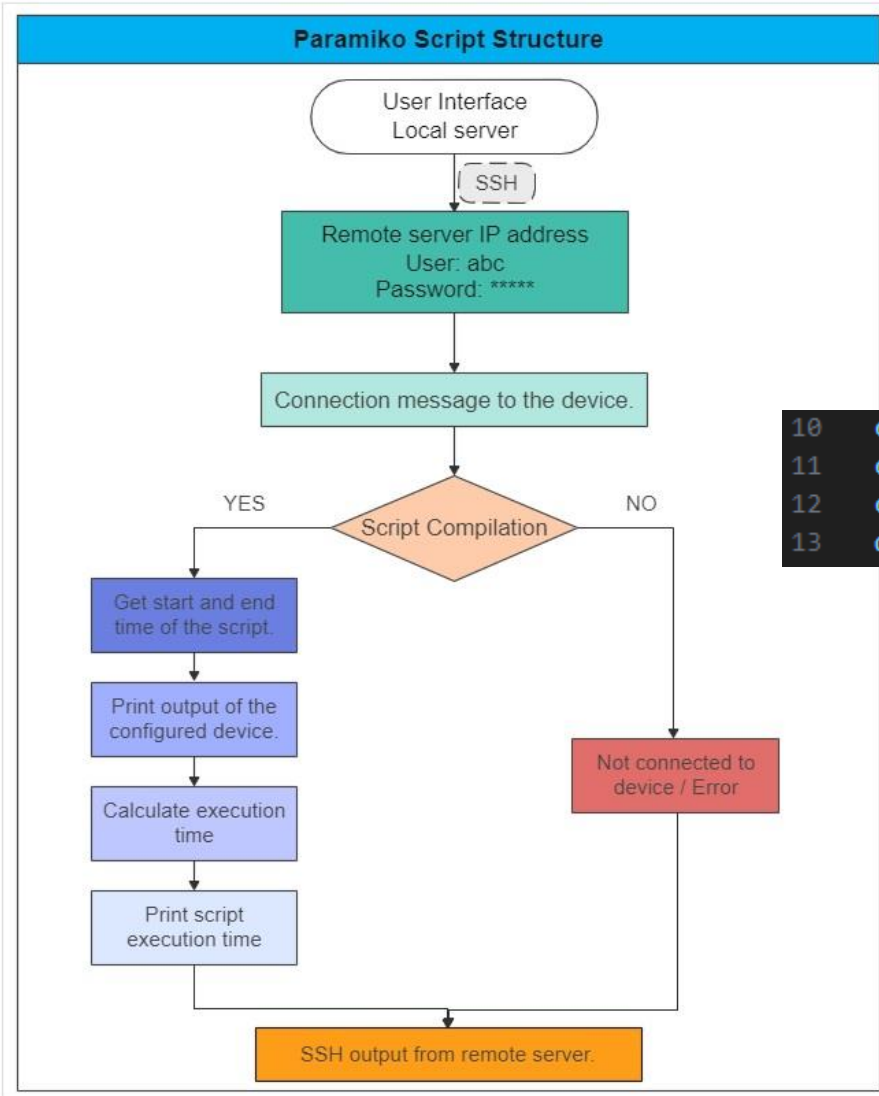 Paramiko Script Structure
User Interface
Local server
SSH
Remote server IP address
User: abc
Password: *****
Connection message to the device.
YES
Script Compilation
NO
10
11
12
13
Get start and end
time of the script.
Print output of the
configured device.
Not connected to
device / Error
Calculate execution
time
Print script
execution time
SSH output from remote server.